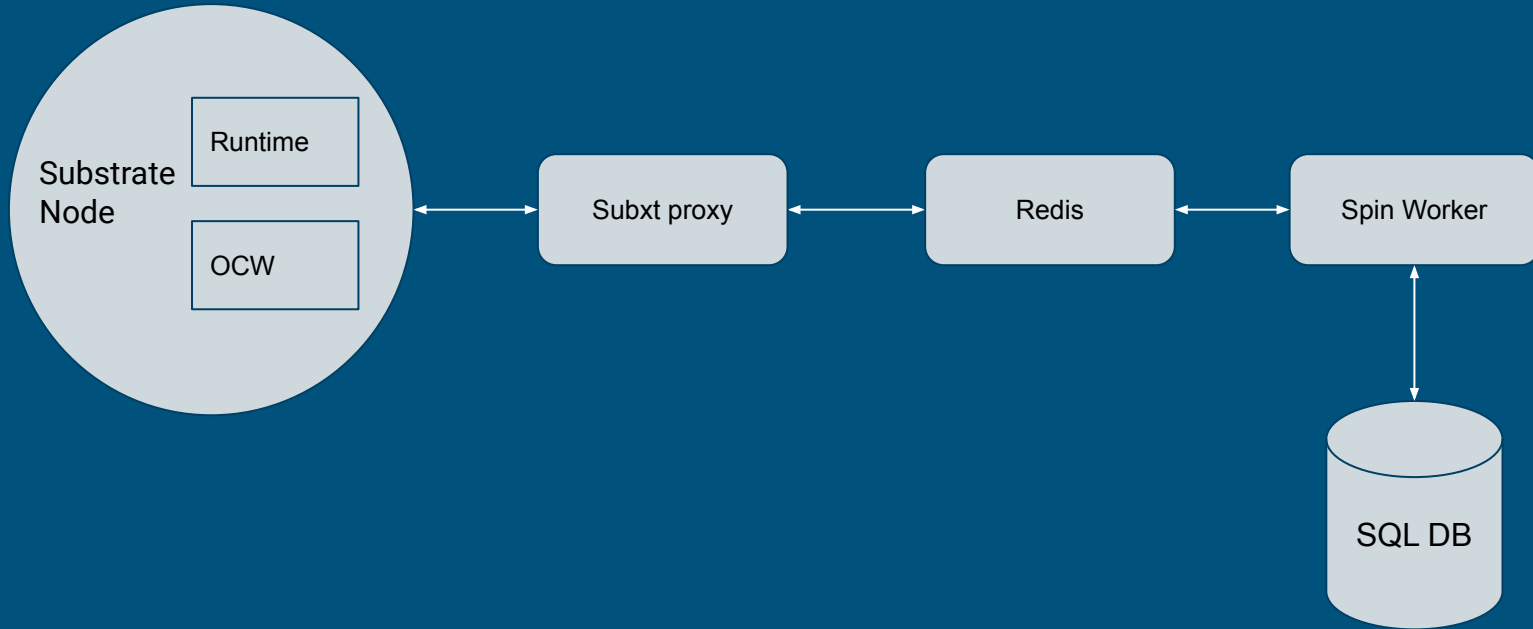 Runtime
Substrate
Node
OCW
Subxt proxy
Redis
Spin Worker
SQL DB